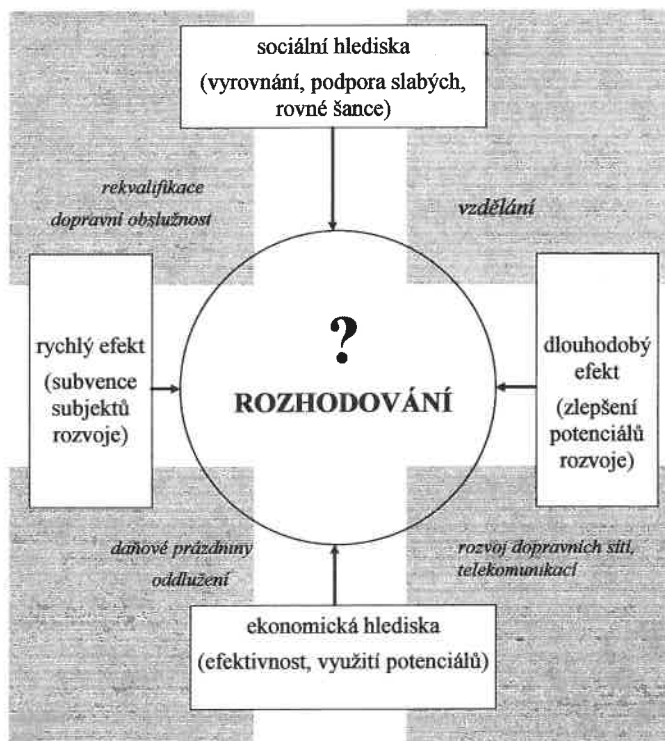 sociální hlediska
(vyrovnání, podpora slabých,
rovné šance)
rekvalifikace
dopravní obslužnost
vzdělání
rychlý efekt
(subvence
subjektů
rozvoje)
?
ROZHODOVÁNÍ
dlouhodobý
efekt
(zlepšení
potenciálů
rozvoje)
daňové prázdniny
oddlužení
rozvoj dopravních sítí,
telekomunikací
ekonomická hlediska
(efektivnost, využití potenciálů)